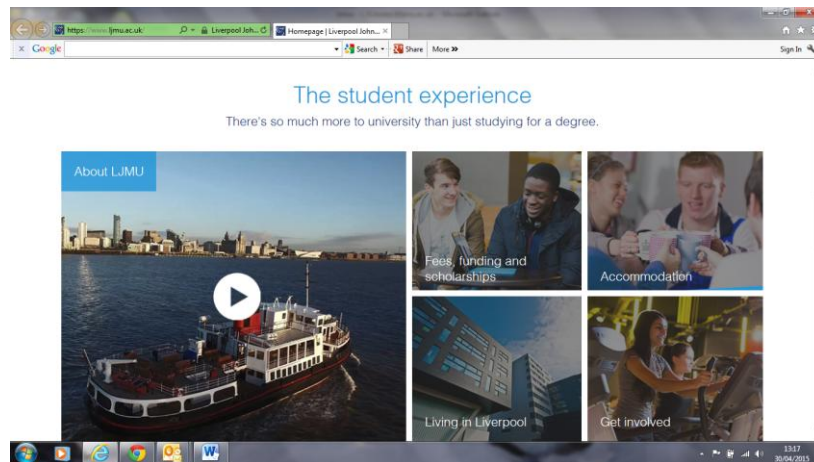 https://www.ljmu.ac.uk/
Liverpool Joh...
Homepage | Liverpool John...
x Google
Search
Share
More »
Sign In
The student experience
There's so much more to university than just studying for a degree.
About LJMU
Fees, funding and
scholarships
Accommodation
Living in Liverpool
Get involved
13:17
30/04/2015